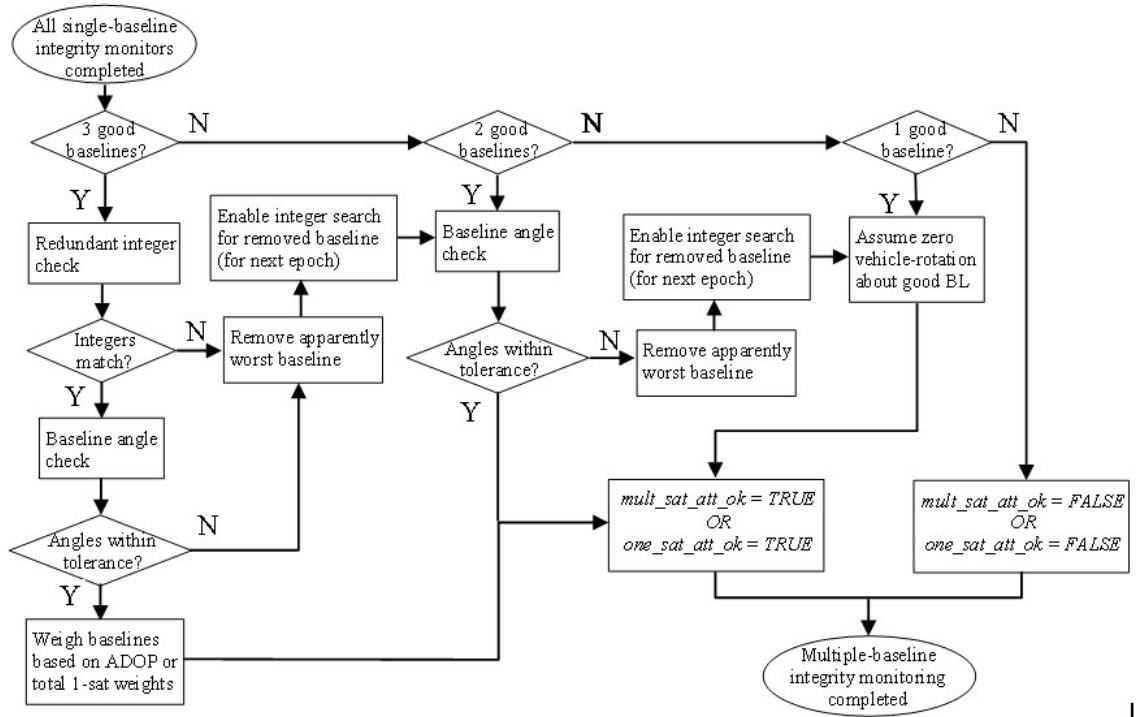 All single-baseline
integrity monitors
completed
3 good
baselines?
N
Y
Redundant integer
check
Integers
match?
N
Y
Baseline angle
check
Angles within
tolerance?
N
Y
Weigh baselines
based on ADOP or
total 1-sat weights
Enable integer search
for removed baseline
(for next epoch)
Remove apparently
worst baseline
2 good
baselines?
N
Y
Baseline angle
check
Angles within
tolerance?
N
Y
Enable integer search
for removed baseline
(for next epoch)
Remove apparently
worst baseline
1 good
baseline?
N
Y
Assume zero
vehicle-rotation
about good BL
mult_sat_att_ok = TRUE
OR
one_sat_att_ok = TRUE
mult_sat_att_ok = FALSE
OR
one_sat_att_ok = FALSE
Multiple-baseline
integrity monitoring
completed